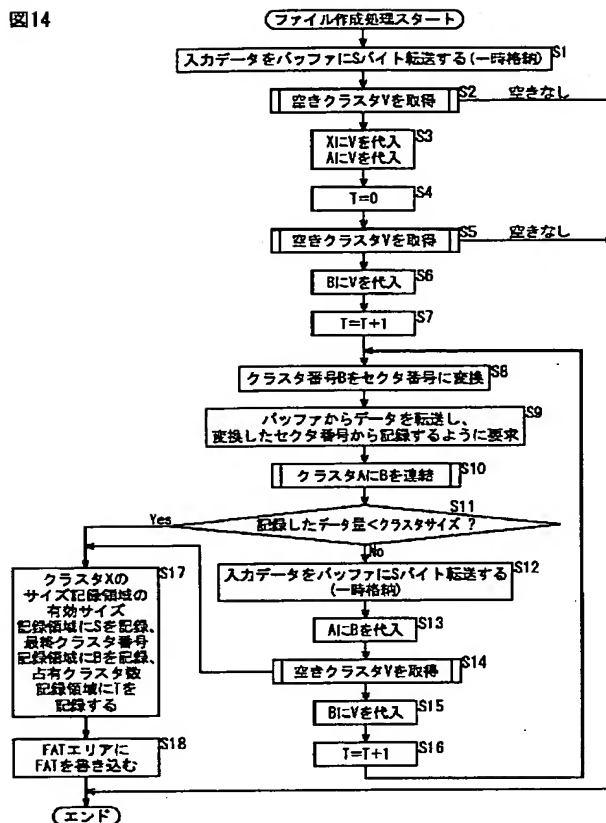 図14
ファイル作成処理スタート
入力データをバッファにSバイト転送する(一時格納)
S1
空きクラスタVを取得
S2
空きなし
XにVを代入
AにVを代入
S3
T=0
S4
空きクラスタVを取得
S5
空きなし
BにVを代入
S6
T=T+1
S7
クラスタ番号Bをセクタ番号に変換
S8
バッファからデータを転送し、
変換したセクタ番号から記録するように要求
S9
クラスタAにBを連結
S10
S11
Yes
記録したデータ量<クラスタサイズ ?
No
入力データをバッファにSバイト転送する
(一時格納)
S12
AにBを代入
S13
空きクラスタVを取得
S14
BにVを代入
S15
T=T+1
S16
クラスタXの
サイズ記録領域の
有効サイズ
記録領域にSを記録、
最終クラスタ番号
記録領域にBを記録、
占有クラスタ数
記録領域にTを
記録する
S17
FATエリアに
FATを書き込む
S18
エンド